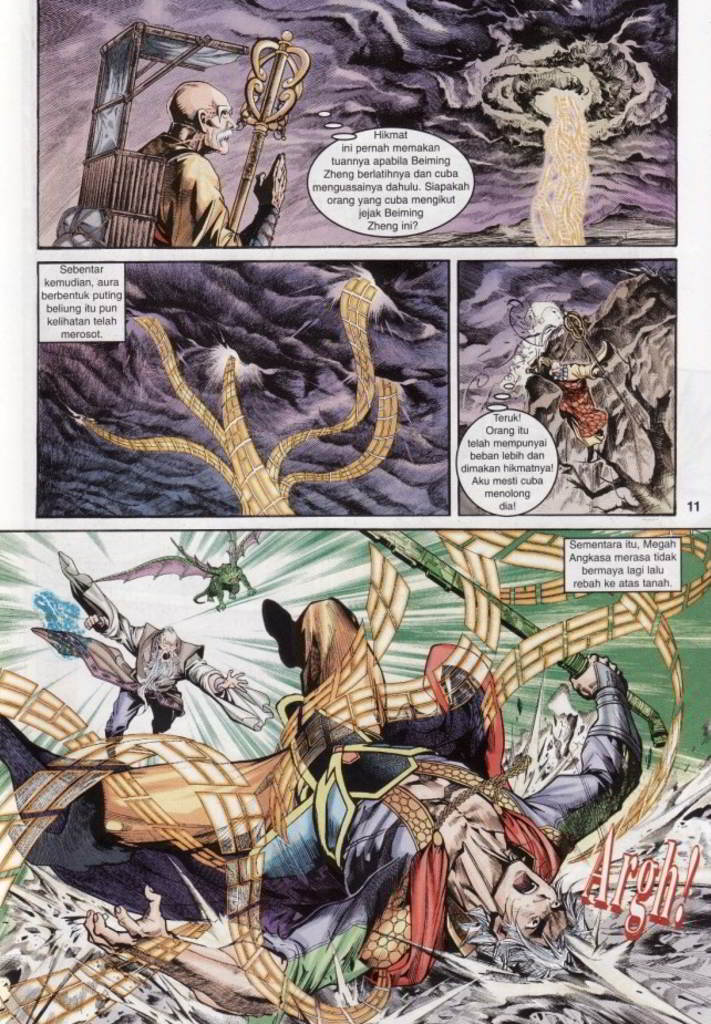 Hikmat
ini pernah memakan
tuannya apabila Beiming
Zheng berlatihnya dan cuba
menguasainya dahulu. Siapakah
orang yang cuba mengikut
jejak Beiming
Zheng ini?
Sebentar
kemudian, aura
berbentuk puting
beliung itu pun
kelihatan telah
merosot.
Teruk!
Orang itu
telah mempunyai
beban lebih dan
dimakan hikmatnya!
Aku mesti cuba
menolong
dia!
11
Sementara itu, Megah
Angkasa merasa tidak
bermaya lagi lalu
rebah ke atas tanah.
Argh!